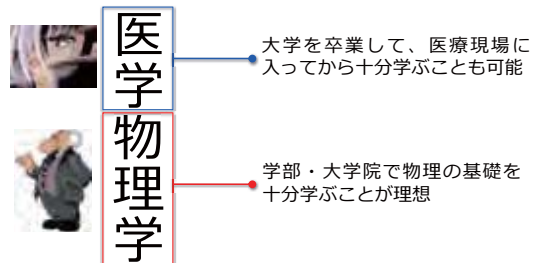 医学
大学を卒業して、医療現場に
入ってから十分学ぶことも可能
物理学
学部・大学院で物理の基礎を
十分学ぶことが理想